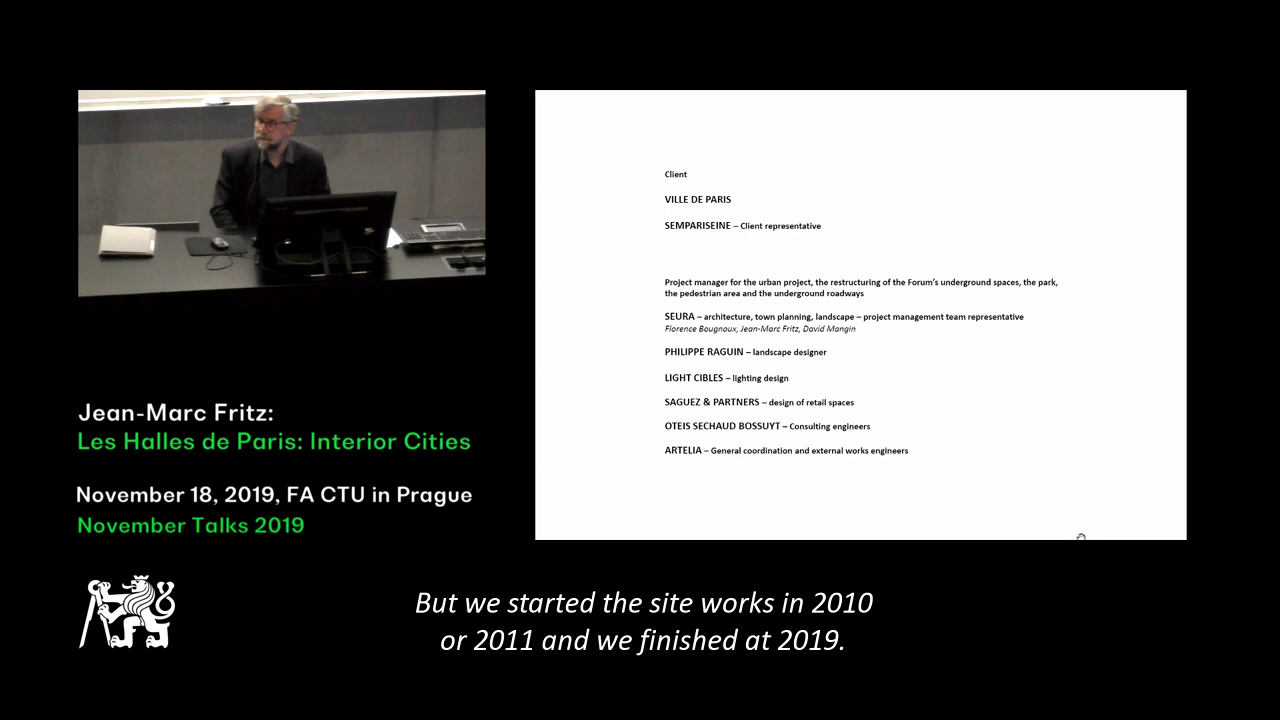 Client
VILLE DE PARIS
SEMPARISEINE – Client representative
Project manager for the urban project, the restructuring of the Forum's underground spaces, the park,
the pedestrian area and the underground roadways
SEURA – architecture, town planning, landscape – project management team representative
Florence Bougnoux, Jean-Marc Fritz, David Mangin
PHILIPPE RAGUIN – landscape designer
LIGHT CIBLES – lighting design
SAGUEZ & PARTNERS – design of retail spaces
OTEIS SECHAUD BOSSUYT – Consulting engineers
ARTELIA – General coordination and external works engineers
Jean-Marc Fritz:
Les Halles de Paris: Interior Cities
November 18, 2019, FA CTU in Prague
November Talks 2019
But we started the site works in 2010
or 2011 and we finished at 2019.